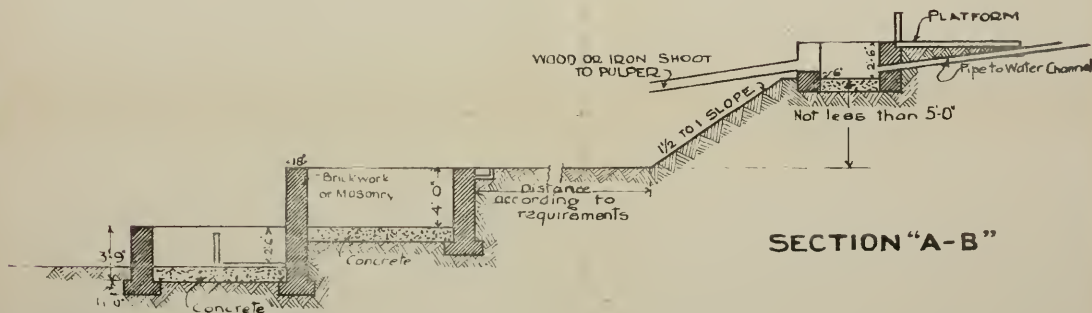 PLATFORM
WOOD OR IRON SHOOT
TO PULPER
2'-6"
2'6"
Pipe to Water Channel
1½ TO 1 SLOPE
Not less than 5'-0"
18"
Brickwork
or Masonry
4'-0"
Distance
according to
requirements
SECTION "A-B"
3'-9"
2'6"
Concrete
1'-0"
Concrete